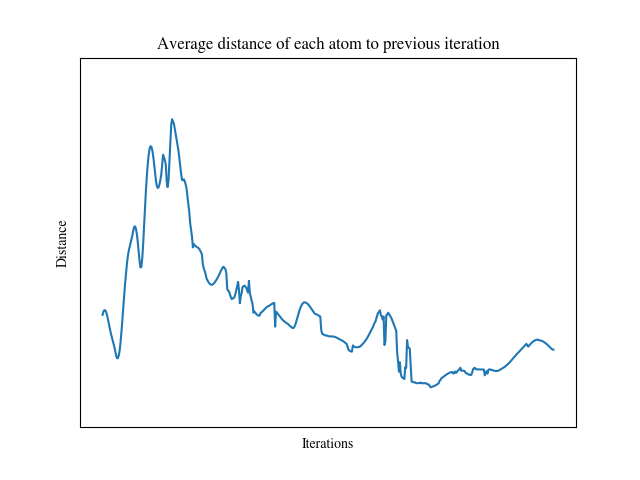 Average distance of each atom to previous iteration
Distance
Iterations